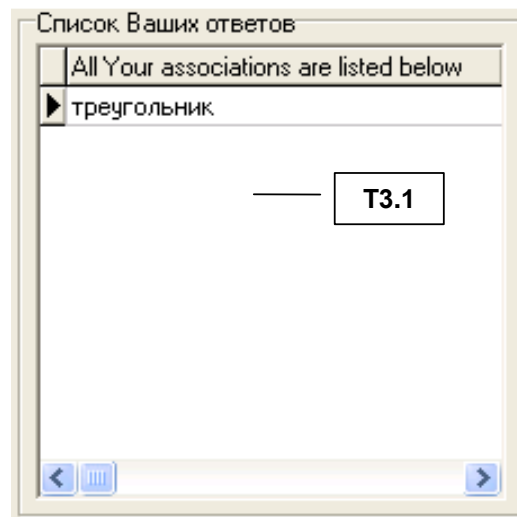 Список Ваших ответов
All Your associations are listed below
треугольник
T3.1